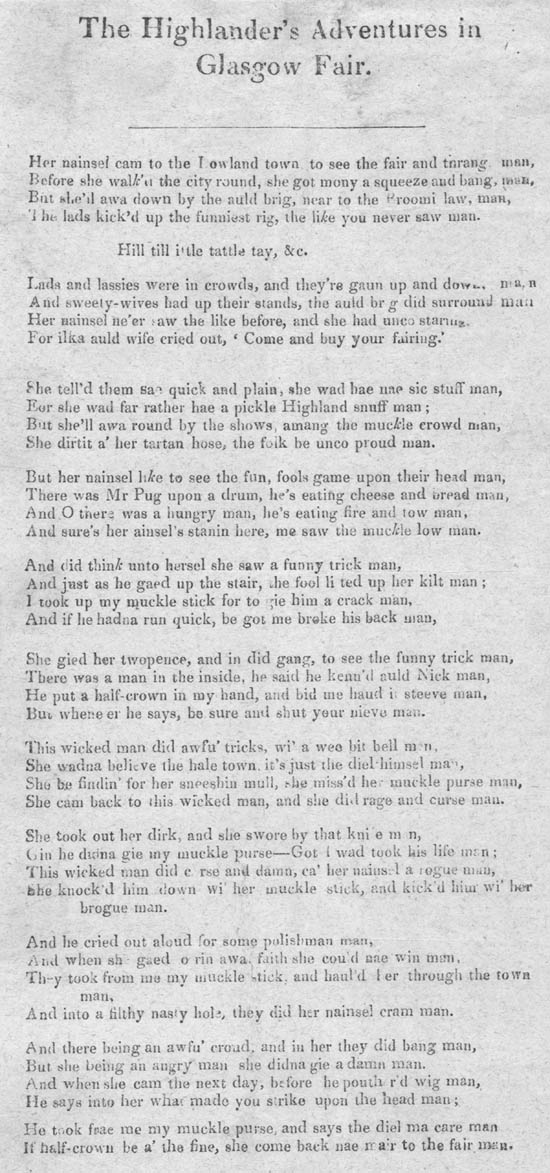 The Highlander's Adventures in
Glasgow Fair.
Her nainsel cam to the Lowland town to see the fair and thrang man,
Before she walk'd the city round, she got mony a squeeze and bang, man,
But she'd awa down by the auld brig, near to the Broomi law, man,
The lads kick'd up the funniest rig, the like you never saw man.
Hill till ittle tattle tay, &c.
Lads and lassies were in crowds, and they're gaun up and down, man
And sweety-wives had up their stands, the auld brg did surround man
Her nainsel ne'er saw the like before, and she had unco staring,
For ilka auld wife cried out, ‘ Come and buy your fairing.’
She tell'd them sae quick and plain, she wad hae nae sic stuff man,
For she wad far rather hae a pickle Highland snuff man ;
But she'll awa round by the shows, amang the muckle crowd man,
She dirtit a' her tartan hose, the folk be unco proud man.
But her nainsel like to see the fun, fools game upon their head man,
There was Mr Pug upon a drum, he's eating cheese and bread man,
And O there was a hungry man, he's eating fire and tow man,
And sure's her ainsel's stanin here, me saw the muckle low man.
And did think unto hersel she saw a funny trick man,
And just as he gaed up the stair, the fool li ted up her kilt man ;
I took up my muckle stick for to gie him a crack man,
And if he hadna run quick, be got me broke his back man,
She gied her twopence, and in did gang, to see the funny trick man,
There was a man in the inside, he said he kenn'd auld Nick man,
He put a half-crown in my hand, and bid me haud it steeve man,
But whene er he says, be sure and shut your nieve man.
This wicked man did awfu' tricks, wi' a wee bit bell man,
She wadna believe the hale town, it's just the diel himsel man,
She be findin' for her sneeshin mull, she miss'd her muckle purse man,
She cam back to this wicked man, and she did rage and curse man.
She took out her dirk, and she swore by that kni e m n,
Gin he didna gie my muckle purse—Got I wad took his life man ;
This wicked man did c rse and damn, ca' her nainsel a rogue man,
She knock'd him down wi' her muckle stick, and kick'd him wi' her
brogue man.
And he cried out aloud for some polishman man,
And when sh gaed o rin awa, faith she cou'd nae win man,
They took from me my muckle stick, and haul'd her through the town
man,
And into a filthy nasty hole, they did her nainsel cram man.
And there being an awfu' croud, and in her they did bang man,
But she being an angry man she didna gie a damn man.
And when she cam the next day, before he pouth r'd wig man,
He says into her what made you strike upon the head man ;
He took frae me my muckle purse, and says the diel ma care man
If half-crown be a' the fine, she come back nae mair to the fair man.